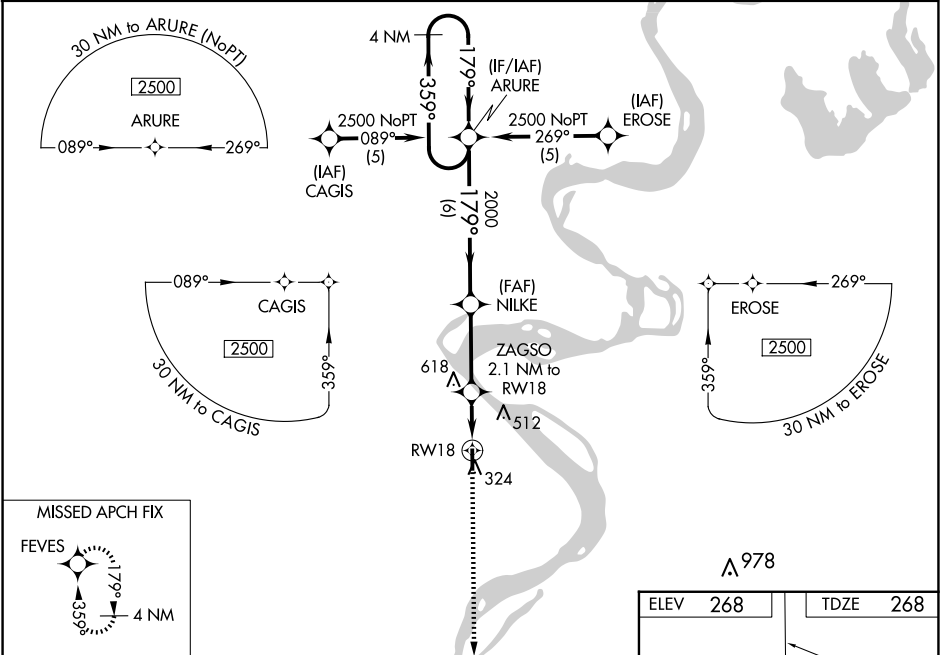 30 NM to ARURE (NoPT)
2500
ARURE
089°
269°
4 NM
179°
359°
(IF/IAF)
ARURE
(IAF)
EROSE
2500 NoPT
089°
(5)
2500 NoPT
269°
(5)
(IAF)
CAGIS
2000
179°
(6)
089°
CAGIS
2500
359°
30 NM to CAGIS
(FAF)
NILKE
269°
EROSE
2500
359°
30 NM to EROSE
ZAGSO
2.1 NM to
RW18
618
512
RW18
324
MISSED APCH FIX
FEVES
179°
359°
4 NM
978
ELEV 268
TDZE 268